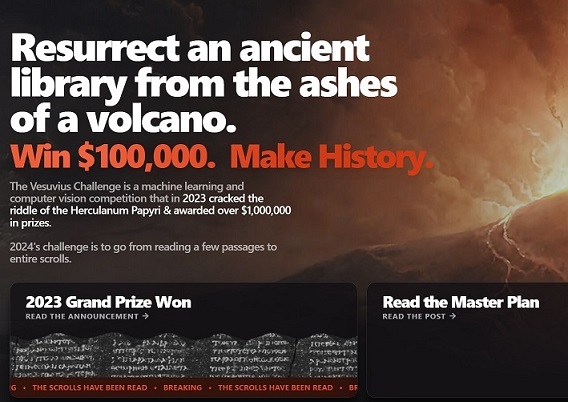 Resurrect an ancient
library from the ashes
of a volcano.
Win $100,000. Make History.
The Vesuvius Challenge is a machine learning and
computer vision competition that in 2023 cracked the
riddle of the Herculanum Papyri & awarded over $1,000,000
in prizes.
2024's challenge is to go from reading a few passages to
entire scrolls.
2023 Grand Prize Won
READ THE ANNOUNCEMENT →
G • THE SCROLLS HAVE BEEN READ • BREAKING • THE SCROLLS HAVE BEEN READ • BR
Read the Master Plan
READ THE POST →